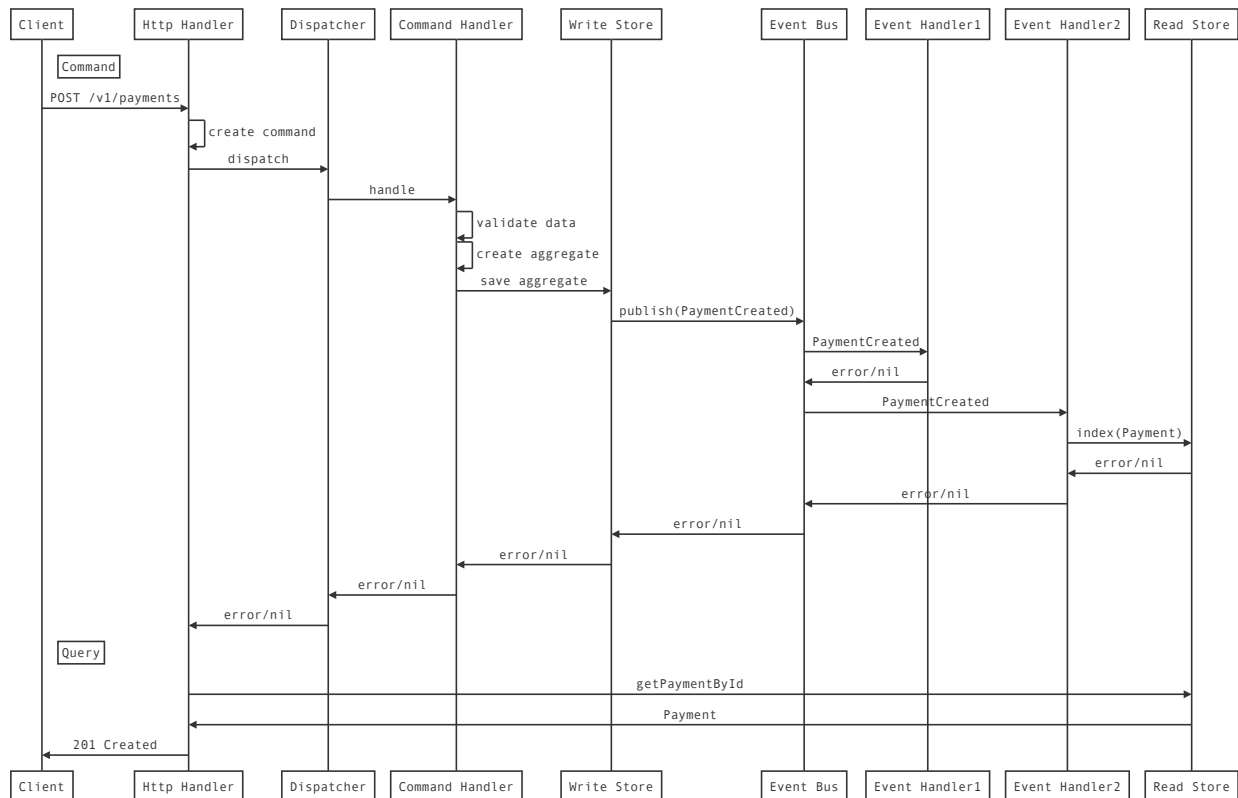 Client Http Handler Dispatcher Command Handler Write Store Event Bus Event Handler1 Event Handler2 Read Store
Command
POST /v1/payments
create command
dispatch
handle
validate data
create aggregate
save aggregate
publish(PaymentCreated)
PaymentCreated
error/nil
PaymentCreated
index(Payment)
error/nil
error/nil
error/nil
error/nil
error/nil
error/nil
Query
getPaymentById
Payment
201 Created
Client Http Handler Dispatcher Command Handler Write Store Event Bus Event Handler1 Event Handler2 Read Store